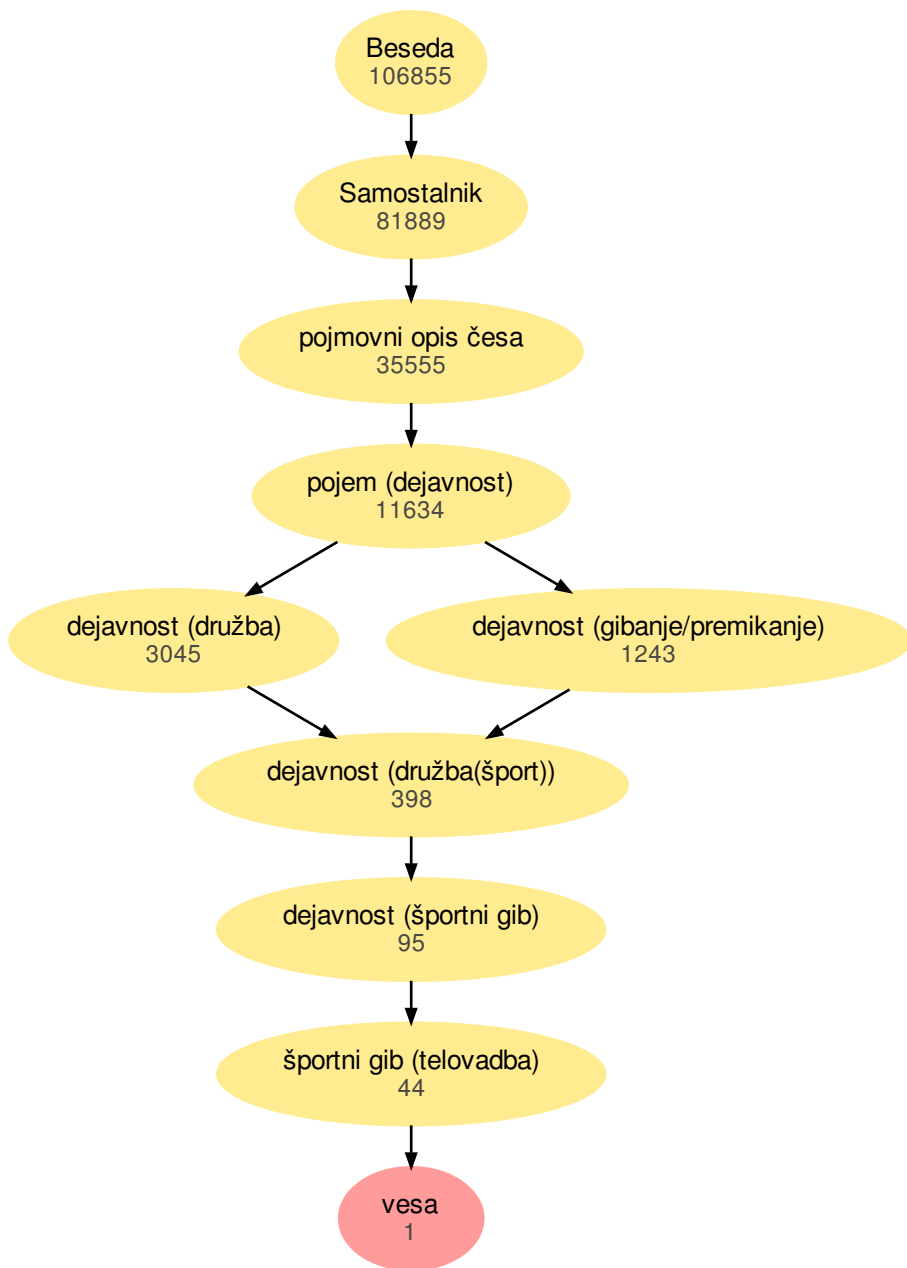 Beseda
106855
Samostalnik
81889
pojmovni opis česa
35555
pojem (dejavnost)
11634
dejavnost (družba)
3045
dejavnost (gibanje/premikanje)
1243
dejavnost (družba(šport))
398
dejavnost (športni gib)
95
športni gib (telovadba)
44
vesa
1